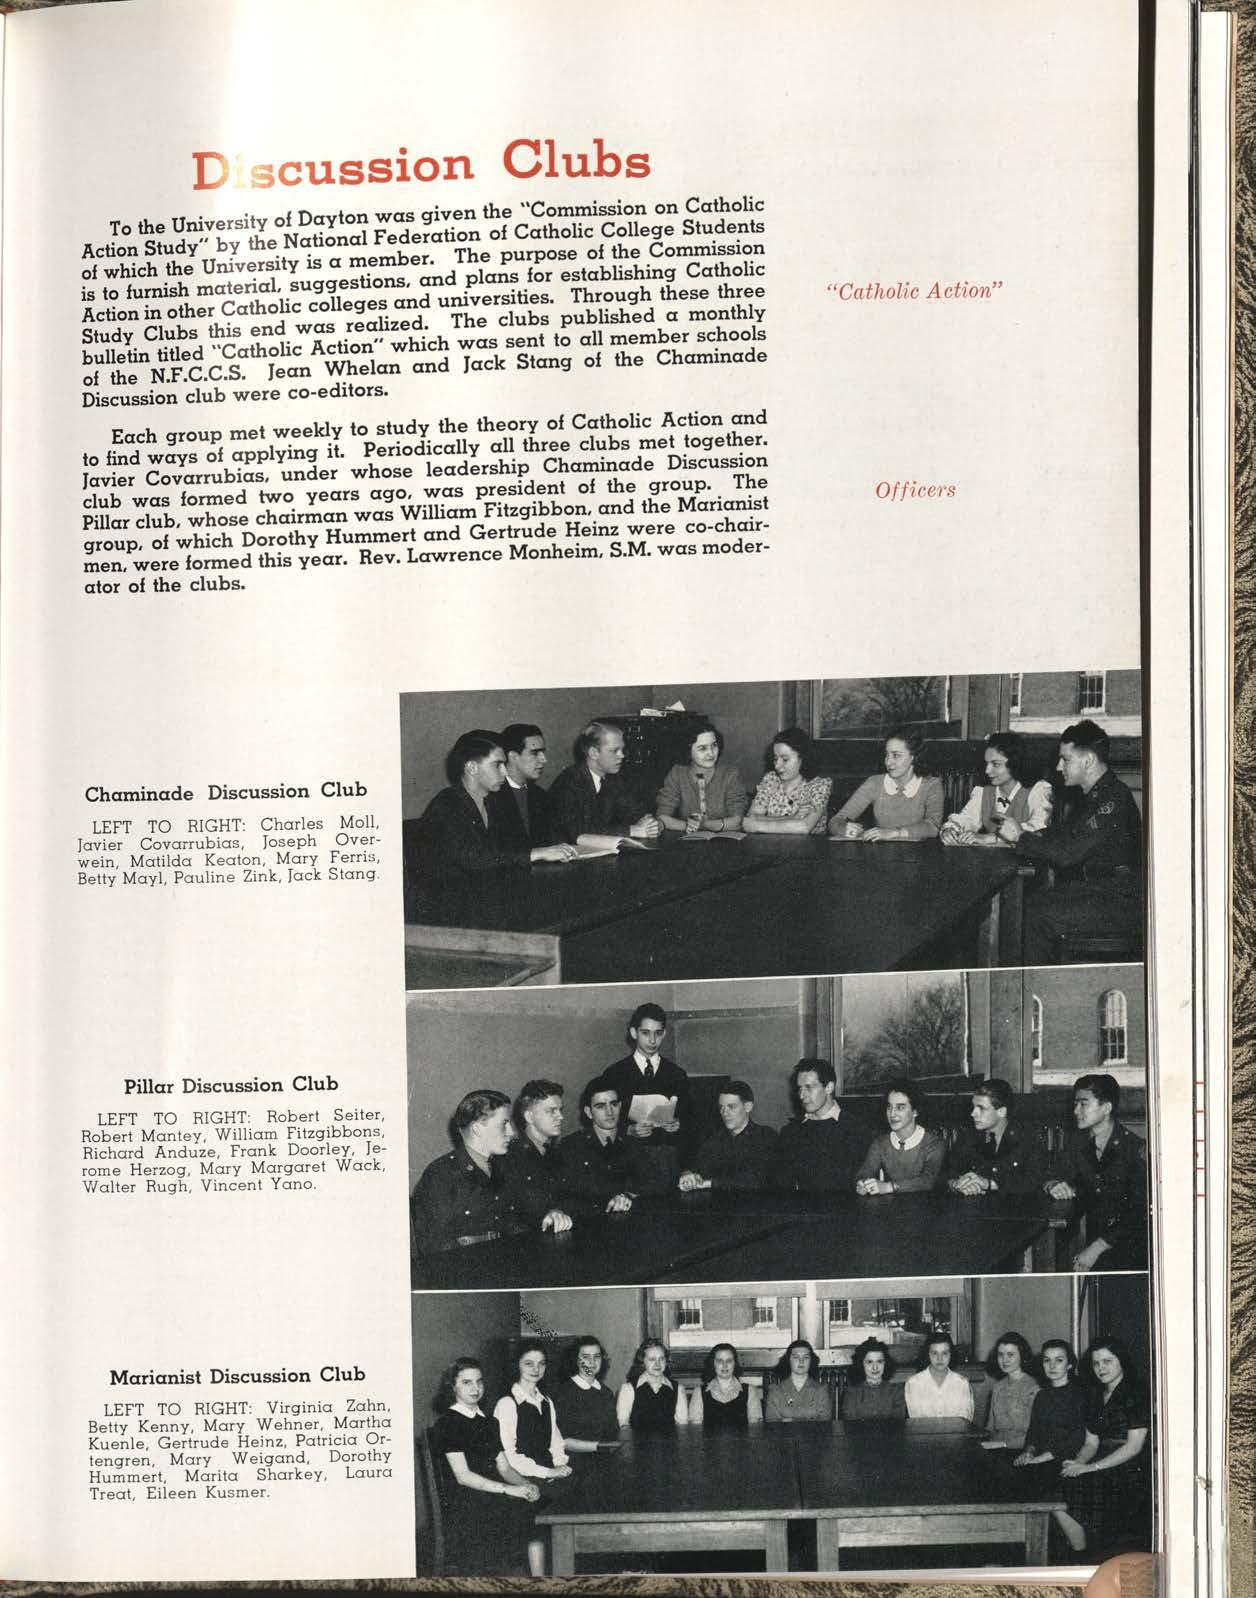 Discussion Clubs
To the University of Dayton was given the "Commission on Catholic
Action Study" by the National Federation of Catholic College Students
of which the University is a member. The purpose of the Commission
is to furnish material, suggestions, and plans for establishing Catholic
Action in other Catholic colleges and universities. Through these three
Study Clubs this end was realized. The clubs published a monthly
bulletin titled "Catholic Action" which was sent to all member schools
of the N.F.C.C.S. Jean Whelan and Jack Stang of the Chaminade
Discussion club were co-editors.
"Catholic Action"
Each group met weekly to study the theory of Catholic Action and
to find ways of applying it. Periodically all three clubs met together.
Javier Covarrubias, under whose leadership Chaminade Discussion
club was formed two years ago, was president of the group. The
Pillar club, whose chairman was William Fitzgibbon, and the Marianist
group, of which Dorothy Hummert and Gertrude Heinz were co-chair-
men, were formed this year. Rev. Lawrence Monheim, S.M. was moder-
ator of the clubs.
Officers
Chaminade Discussion Club
LEFT TO RIGHT: Charles Moll,
Javier Covarrubias, Joseph Over-
wein, Matilda Keaton, Mary Ferris,
Betty Mayl, Pauline Zink, Jack Stang.
Pillar Discussion Club
LEFT TO RIGHT: Robert Seiter,
Robert Mantey, William Fitzgibbons,
Richard Anduze, Frank Doorley, Je-
rome Herzog, Mary Margaret Wack,
Walter Rugh, Vincent Yano.
Marianist Discussion Club
LEFT TO RIGHT: Virginia Zahn,
Betty Kenny, Mary Wehner, Martha
Kuenle, Gertrude Heinz, Patricia Or-
tengren, Mary Weigand, Dorothy
Hummert, Marita Sharkey, Laura
Treat, Eileen Kusmer.